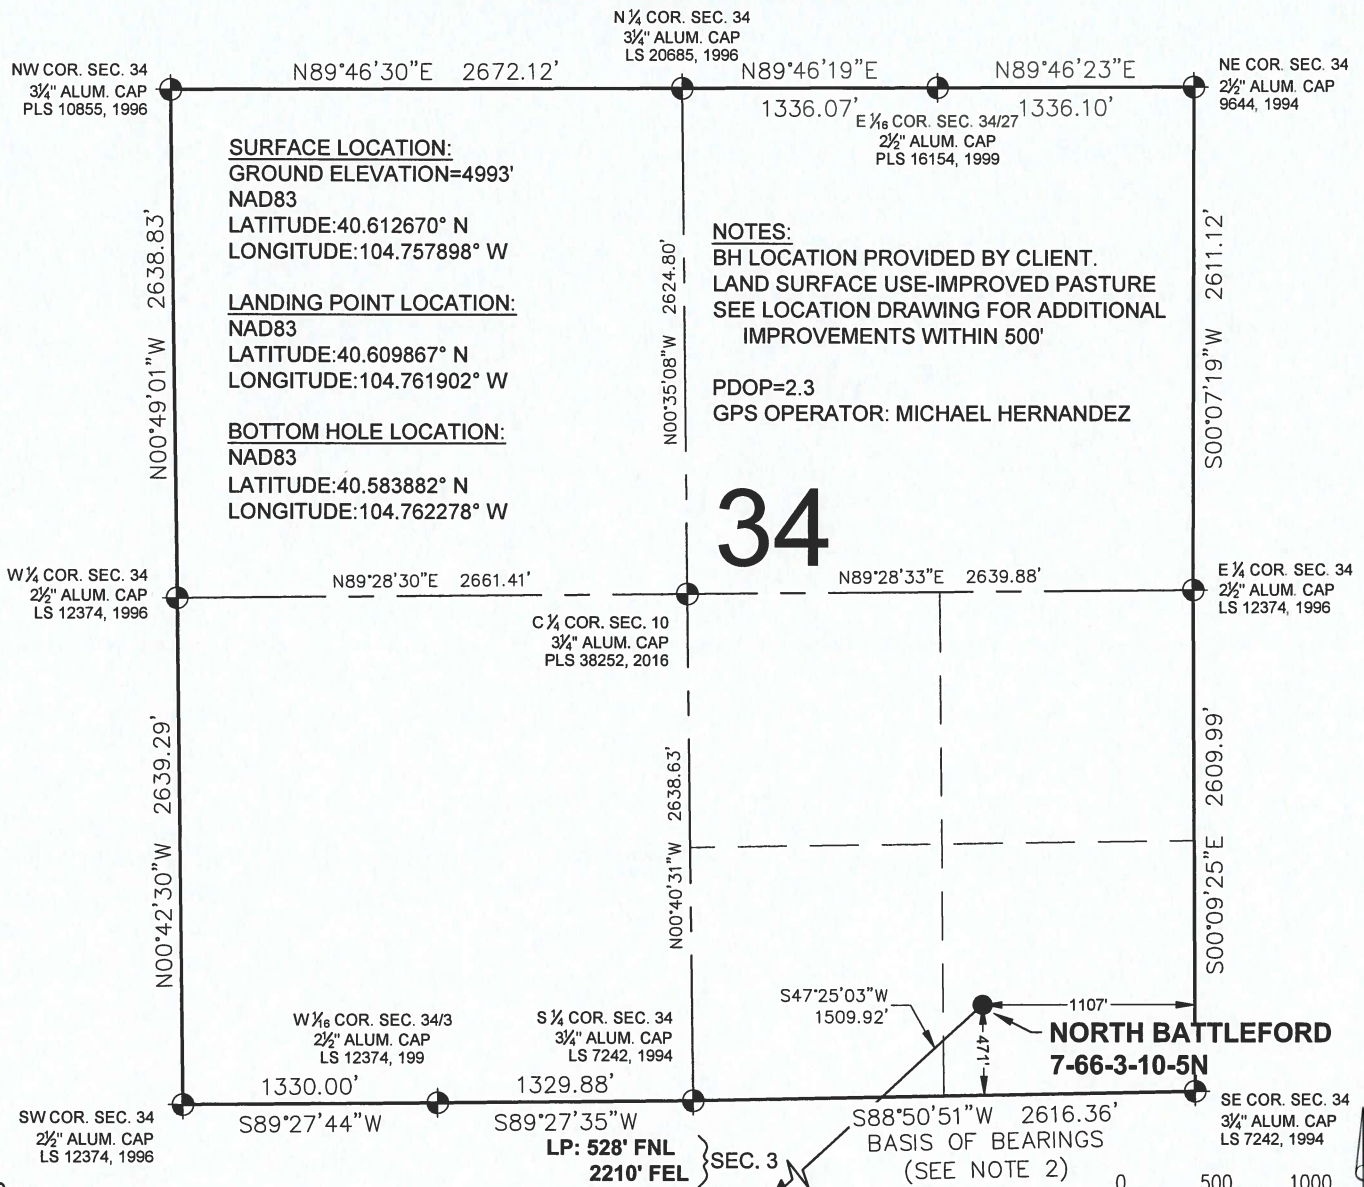 N ¼ COR. SEC. 34
3¼" ALUM. CAP
LS 20685, 1996
NW COR. SEC. 34
3¼" ALUM. CAP
PLS 10855, 1996
N89°46'30"E 2672.12'
N89°46'19"E
1336.07'
N89°46'23"E
1336.10'
NE COR. SEC. 34
2½" ALUM. CAP
9644, 1994
E 1⁄16 COR. SEC. 34/27
2½" ALUM. CAP
PLS 16154, 1999
SURFACE LOCATION:
GROUND ELEVATION=4993'
NAD83
LATITUDE:40.612670° N
LONGITUDE:104.757898° W
LANDING POINT LOCATION:
NAD83
LATITUDE:40.609867° N
LONGITUDE:104.761902° W
BOTTOM HOLE LOCATION:
NAD83
LATITUDE:40.583882° N
LONGITUDE:104.762278° W
NOTES:
BH LOCATION PROVIDED BY CLIENT.
LAND SURFACE USE-IMPROVED PASTURE
SEE LOCATION DRAWING FOR ADDITIONAL
IMPROVEMENTS WITHIN 500'
PDOP=2.3
GPS OPERATOR: MICHAEL HERNANDEZ
N00°49'01"W 2638.83'
N00°35'08"W 2624.80'
S00°07'19"W 2611.12'
34
W ¼ COR. SEC. 34
2½" ALUM. CAP
LS 12374, 1996
N89°28'30"E 2661.41'
N89°28'33"E 2639.88'
E ¼ COR. SEC. 34
2½" ALUM. CAP
LS 12374, 1996
C ¼ COR. SEC. 10
3¼" ALUM. CAP
PLS 38252, 2016
N00°42'30"W 2639.29'
N00°40'31"W 2638.63'
S00°09'25"E 2609.99'
S47°25'03"W
1509.92'
1107'
471'
NORTH BATTLEFORD
7-66-3-10-5N
W 1⁄16 COR. SEC. 34/3
2½" ALUM. CAP
LS 12374, 199
S ¼ COR. SEC. 34
3¼" ALUM. CAP
LS 7242, 1994
1330.00'
S89°27'44"W
1329.88'
S89°27'35"W
SW COR. SEC. 34
2½" ALUM. CAP
LS 12374, 1996
S88°50'51"W 2616.36'
BASIS OF BEARINGS
(SEE NOTE 2)
SE COR. SEC. 34
3¼" ALUM. CAP
LS 7242, 1994
LP: 528' FNL
2210' FEL
SEC. 3
0 500 1000